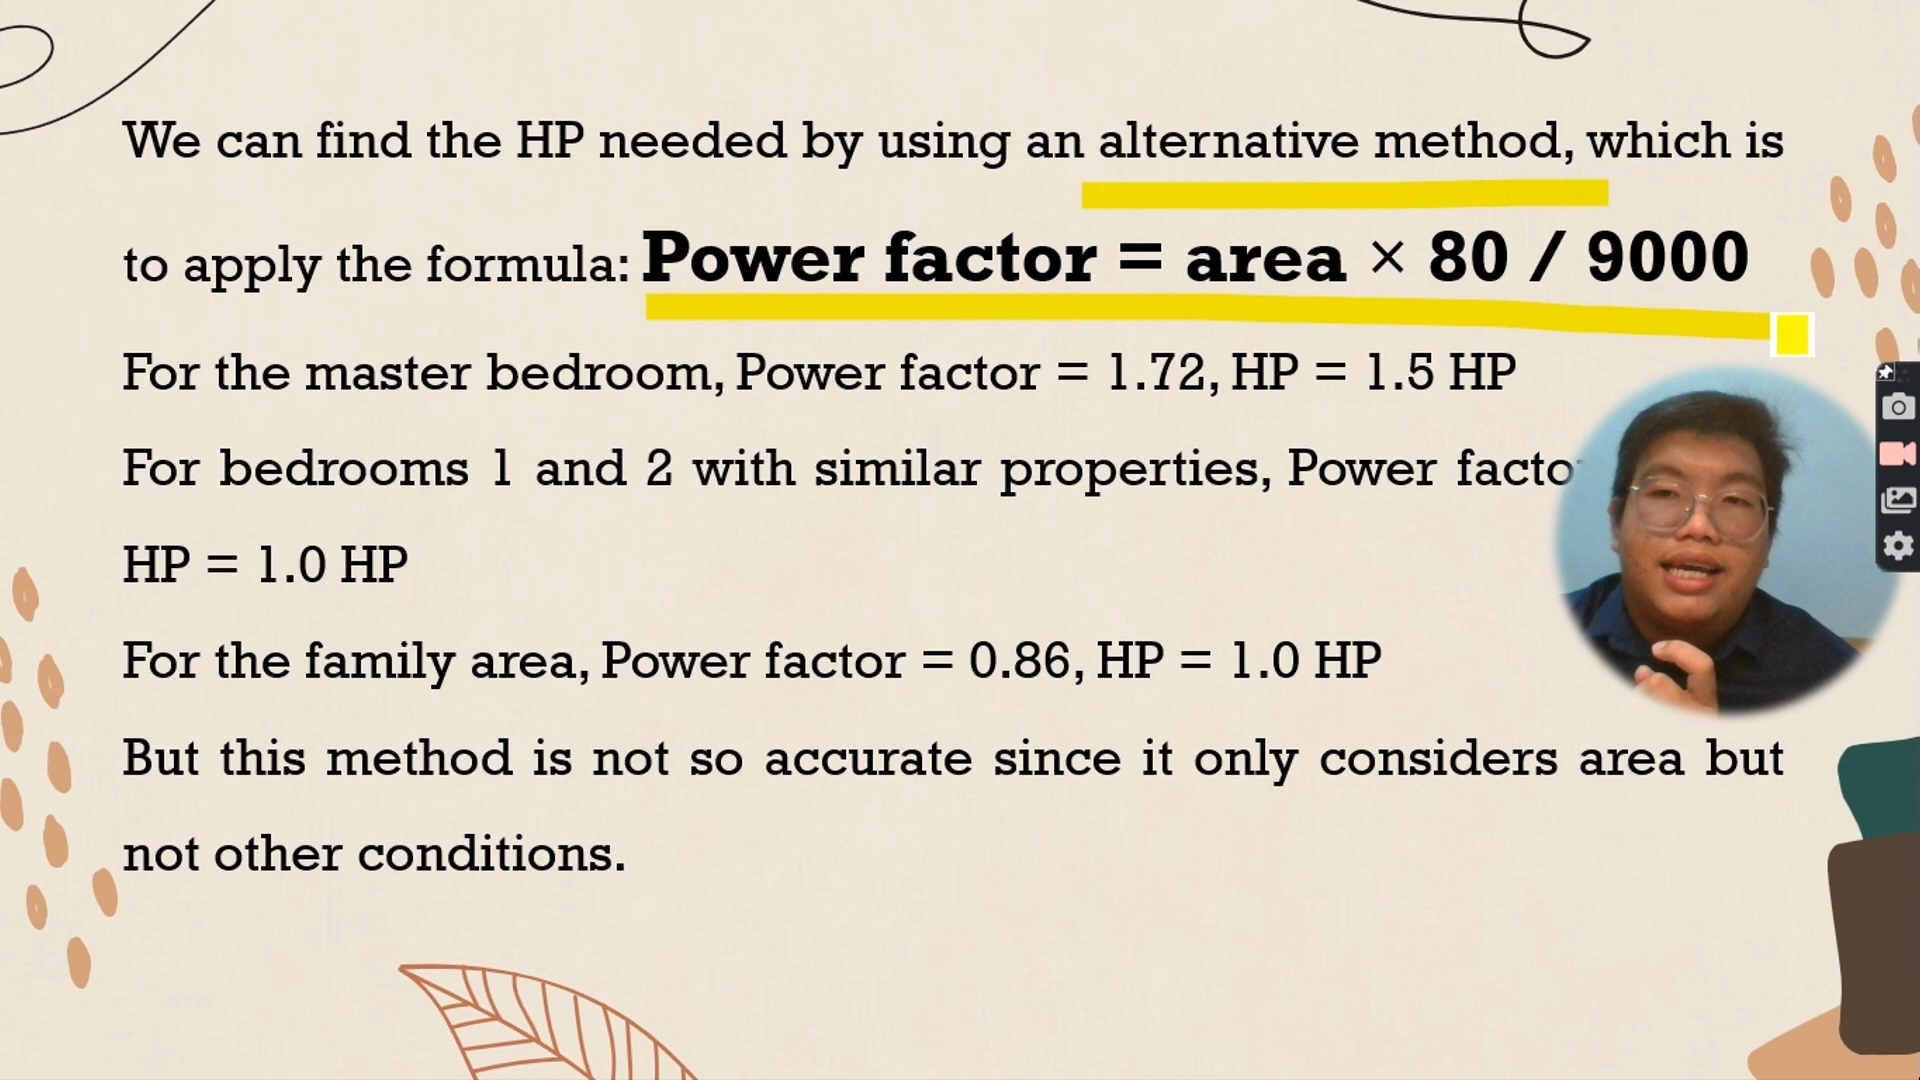 We can find the HP needed by using an alternative method, which is
to apply the formula: Power factor = area × 80 / 9000
For the master bedroom, Power factor = 1.72, HP = 1.5 HP
For bedrooms 1 and 2 with similar properties, Power
HP = 1.0 HP
For the family area, Power factor = 0.86, HP = 1.0 HP
But this method is not so accurate since it only considers area but
not other conditions.